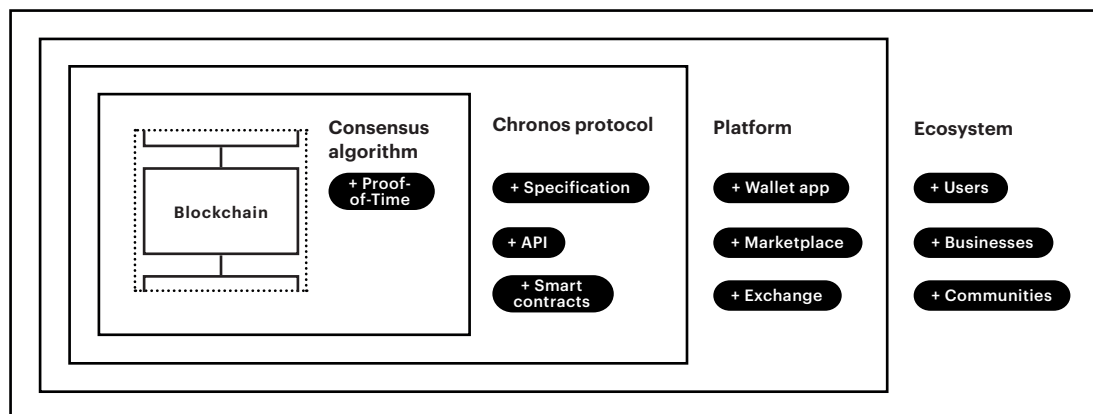 Blockchain
Consensus
algorithm
+ Proof-
of-Time
Chronos protocol
+ Specification
+ API
+ Smart
contracts
Platform
+ Wallet app
+ Marketplace
+ Exchange
Ecosystem
+ Users
+ Businesses
+ Communities